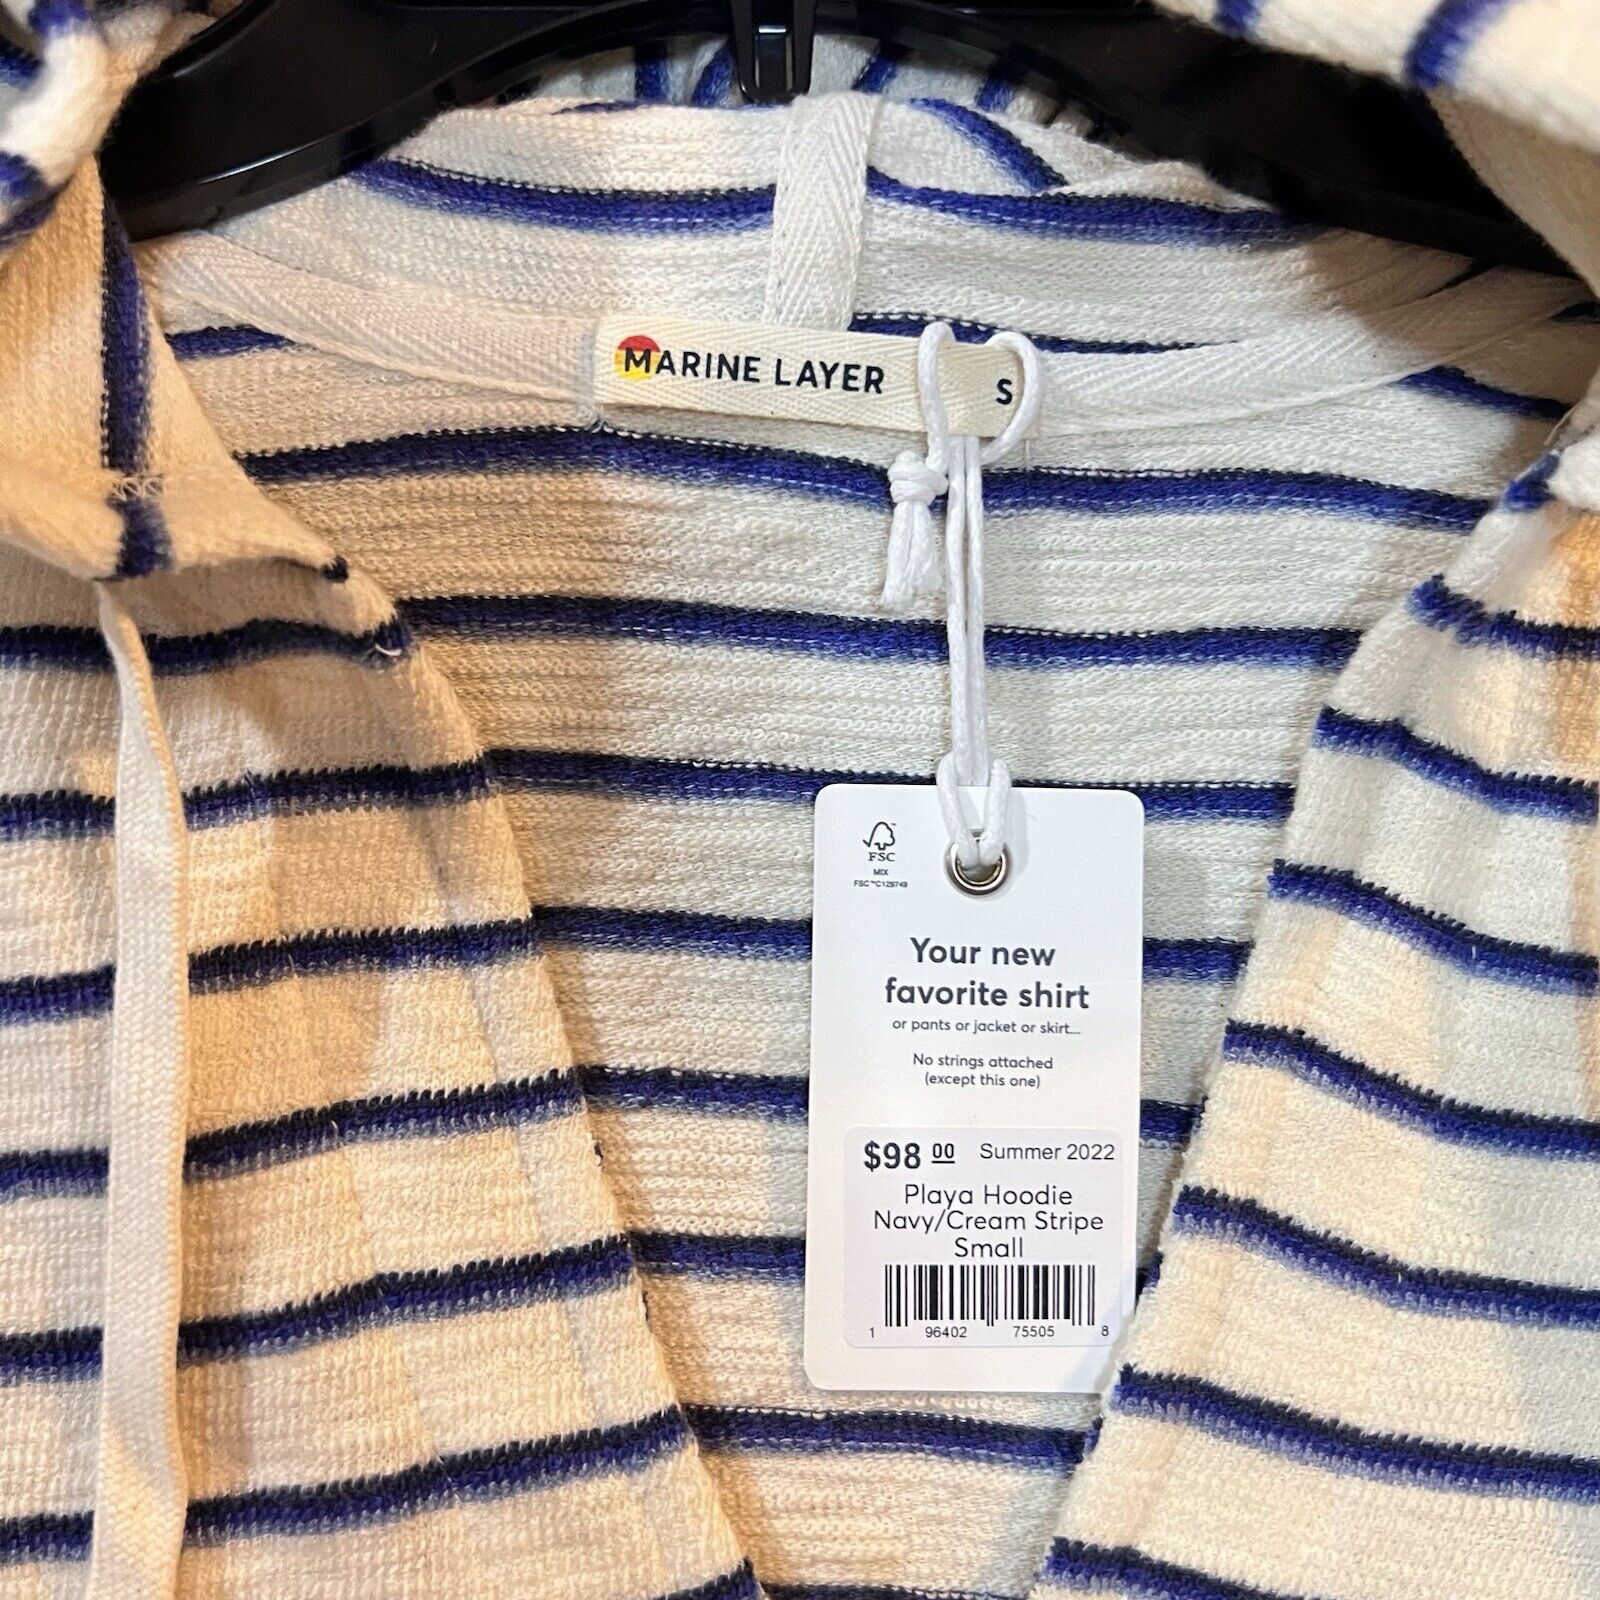 MARINE LAYER S
FSC
MIX
FSC™C129749
Your new
favorite shirt
or pants or jacket or skirt...
No strings attached
(except this one)
$98 00 Summer 2022
Playa Hoodie
Navy/Cream Stripe
Small
1 96402 75505 8